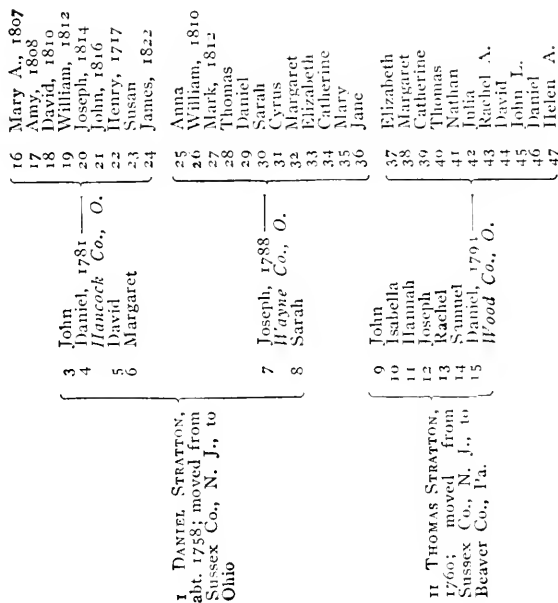 I DANIEL STRATTON,
abt. 1758; moved from
Sussex Co., N. J., to
Ohio
3 John
4 Daniel, 1781
Hancock Co., O.
5 David
6 Margaret
7 Joseph, 1788
Wayne Co., O.
8 Sarah
16 Mary A., 1807
17 Amy, 1808
18 David, 1810
19 William, 1812
20 Joseph, 1814
21 John, 1816
22 Henry, 1717
23 Susan
24 James, 1822
25 Anna
26 William, 1810
27 Mark, 1812
28 Thomas
29 Daniel
30 Sarah
31 Cyrus
32 Margaret
33 Elizabeth
34 Catherine
35 Mary
36 Jane
II THOMAS STRATTON,
1760; moved from
Sussex Co., N. J., to
Beaver Co., Pa.
9 John
10 Isabella
11 Hannah
12 Joseph
13 Rachel
14 Samuel
15 Daniel, 1791
Wood Co., O.
37 Elizabeth
38 Margaret
39 Catherine
40 Thomas
41 Nathan
42 Julia
43 Rachel A.
44 David
45 John L.
46 Daniel
47 Helen A.